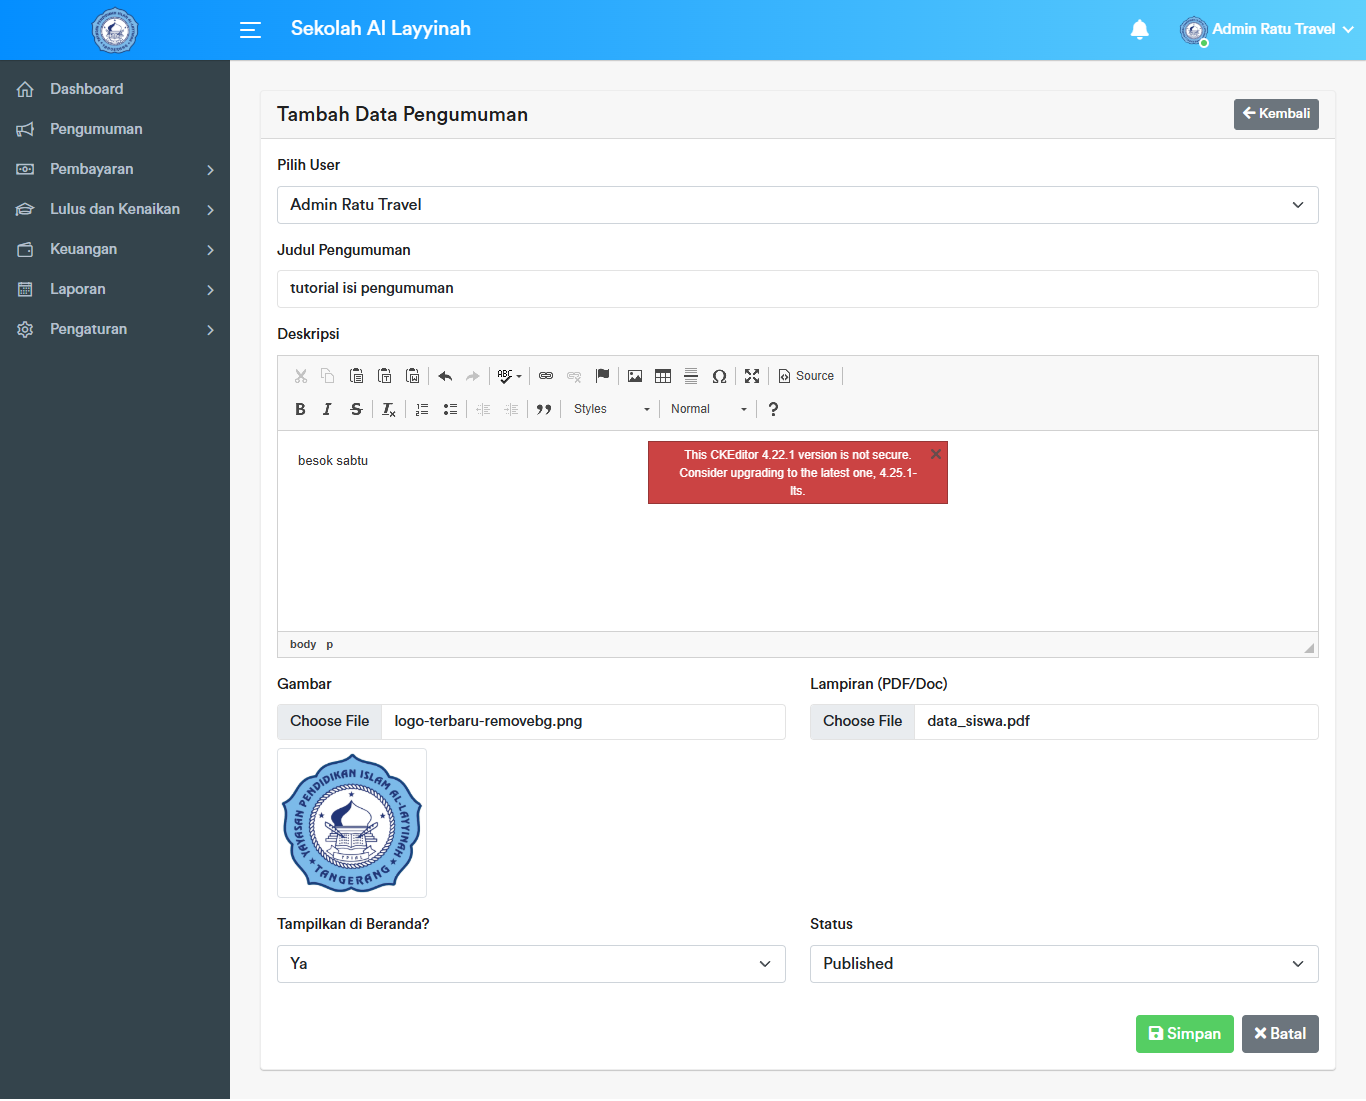 Sekolah Al Layyinah
Admin Ratu Travel
Dashboard
Pengumuman
Pembayaran
Lulus dan Kenaikan
Keuangan
Laporan
Pengaturan
Tambah Data Pengumuman
Kembali
Pilih User
Admin Ratu Travel
Judul Pengumuman
tutorial isi pengumuman
Deskripsi
ABC
Source
B I S Tx Styles Normal ?
besok sabtu
This CKEditor 4.22.1 version is not secure.
Consider upgrading to the latest one, 4.25.1-
lts.
body p
Gambar
Choose File logo-terbaru-removebg.png
Lampiran (PDF/Doc)
Choose File data_siswa.pdf
YAYASAN PENDIDIKAN ISLAM AL-LAYYINAH
TANGERANG
Tampilkan di Beranda?
Ya
Status
Published
Simpan
Batal